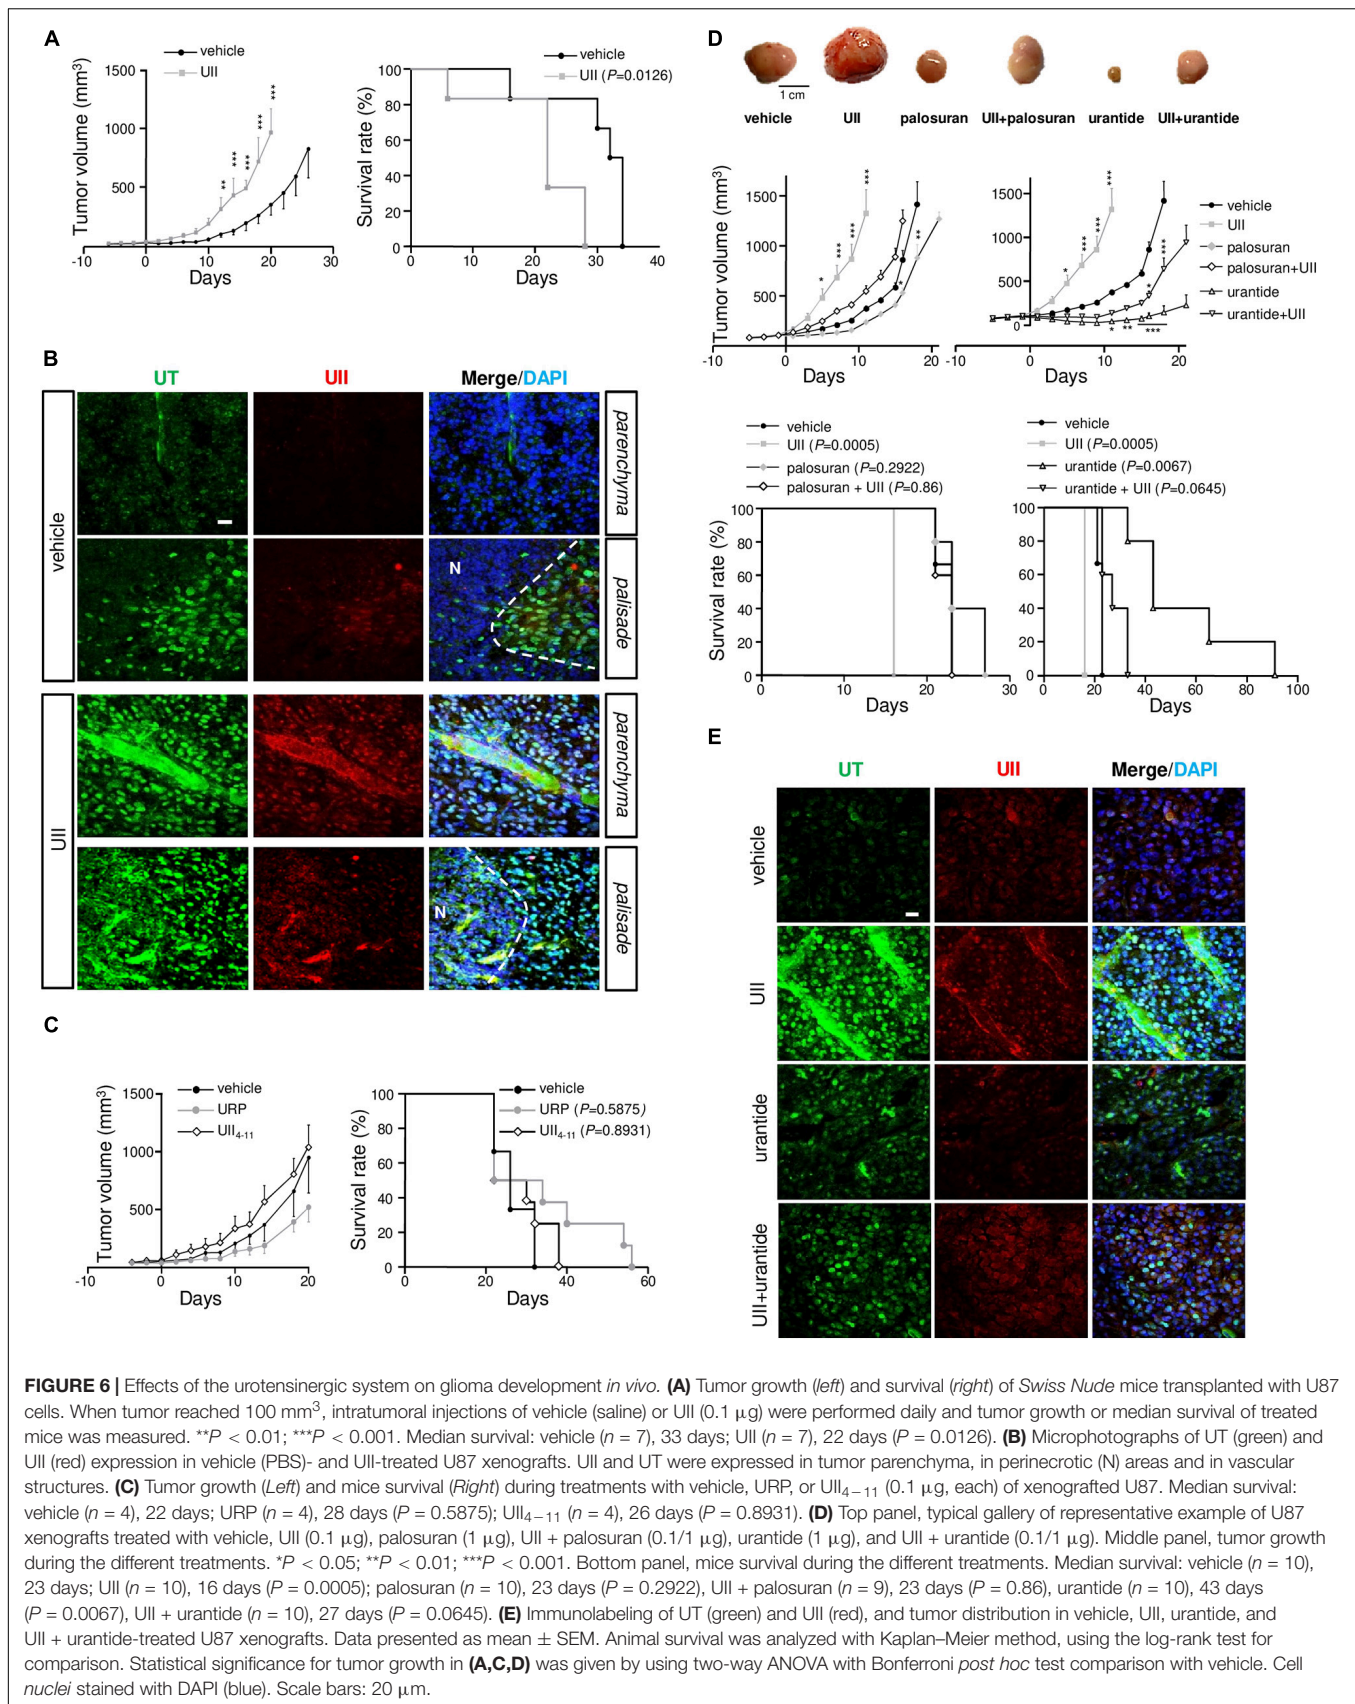 A
vehicle
UII
Tumor volume (mm³)
1500
1000
500
** *** *** *** ***
-10 0 10 20 30
Days
vehicle
UII (P=0.0126)
Survival rate (%)
100
80
60
40
20
0
0 10 20 30 40
Days
B
UT UII Merge/DAPI
vehicle
parenchyma
N
palisade
UII
parenchyma
N
palisade
C
vehicle
URP
UII4-11
Tumor volume (mm³)
1500
1000
500
-10 0 10 20
Days
vehicle
URP (P=0.5875)
UII4-11 (P=0.8931)
Survival rate (%)
100
80
60
40
20
0
0 20 40 60
Days
D
1 cm
vehicle UII palosuran UII+palosuran urantide UII+urantide
Tumor volume (mm³)
1500
1000
500
* *** *** *** * **
-10 0 10 20
Days
1500
1000
500
0
* *** *** *** * *** * ** ***
-10 0 10 20
Days
vehicle
UII
palosuran
palosuran+UII
urantide
urantide+UII
vehicle
UII (P=0.0005)
palosuran (P=0.2922)
palosuran + UII (P=0.86)
Survival rate (%)
100
80
60
40
20
0
0 10 20 30
Days
vehicle
UII (P=0.0005)
urantide (P=0.0067)
urantide + UII (P=0.0645)
100
80
60
40
20
0
0 20 40 60 80 100
Days
E
UT UII Merge/DAPI
vehicle
UII
urantide
UII+urantide
FIGURE 6 | Effects of the urotensinergic system on glioma development in vivo. (A) Tumor growth (left) and survival (right) of Swiss Nude mice transplanted with U87
cells. When tumor reached 100 mm³, intratumoral injections of vehicle (saline) or UII (0.1 μg) were performed daily and tumor growth or median survival of treated
mice was measured. **P < 0.01; ***P < 0.001. Median survival: vehicle (n = 7), 33 days; UII (n = 7), 22 days (P = 0.0126). (B) Microphotographs of UT (green) and
UII (red) expression in vehicle (PBS)- and UII-treated U87 xenografts. UII and UT were expressed in tumor parenchyma, in perinecrotic (N) areas and in vascular
structures. (C) Tumor growth (Left) and mice survival (Right) during treatments with vehicle, URP, or UII4−11 (0.1 μg, each) of xenografted U87. Median survival:
vehicle (n = 4), 22 days; URP (n = 4), 28 days (P = 0.5875); UII4−11 (n = 4), 26 days (P = 0.8931). (D) Top panel, typical gallery of representative example of U87
xenografts treated with vehicle, UII (0.1 μg), palosuran (1 μg), UII + palosuran (0.1/1 μg), urantide (1 μg), and UII + urantide (0.1/1 μg). Middle panel, tumor growth
during the different treatments. *P < 0.05; **P < 0.01; ***P < 0.001. Bottom panel, mice survival during the different treatments. Median survival: vehicle (n = 10),
23 days; UII (n = 10), 16 days (P = 0.0005); palosuran (n = 10), 23 days (P = 0.2922), UII + palosuran (n = 9), 23 days (P = 0.86), urantide (n = 10), 43 days
(P = 0.0067), UII + urantide (n = 10), 27 days (P = 0.0645). (E) Immunolabeling of UT (green) and UII (red), and tumor distribution in vehicle, UII, urantide, and
UII + urantide-treated U87 xenografts. Data presented as mean ± SEM. Animal survival was analyzed with Kaplan–Meier method, using the log-rank test for
comparison. Statistical significance for tumor growth in (A,C,D) was given by using two-way ANOVA with Bonferroni post hoc test comparison with vehicle. Cell
nuclei stained with DAPI (blue). Scale bars: 20 μm.